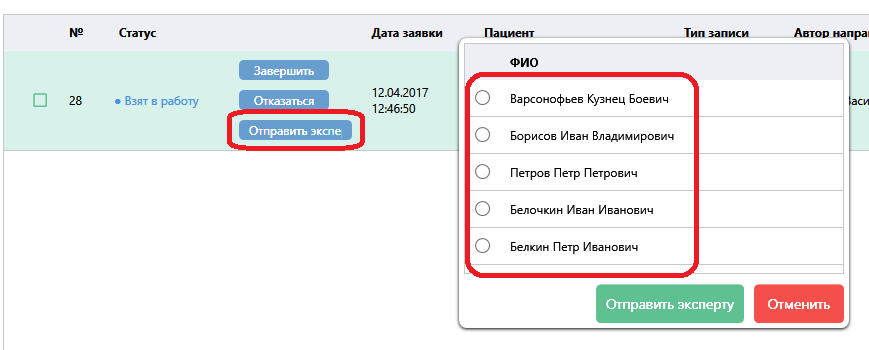 № Статус Дата заявки Пациент Тип записи Автор направ
Завершить
28 Взят в работу Отказаться 12.04.2017
12:46:50
Отправить экспе
Васи
ФИО
Варсонофьев Кузнец Боевич
Борисов Иван Владимирович
Петров Петр Петрович
Белочкин Иван Иванович
Белкин Петр Иванович
Отправить эксперту Отменить